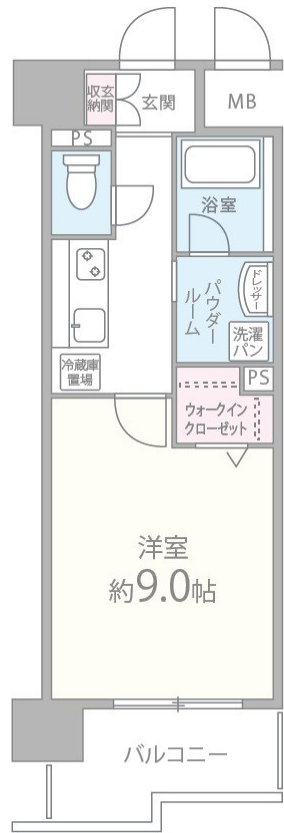 玄関
収納
玄関
MB
PS
浴室
パウダー
ルーム
ドレッサー
洗濯
パン
冷蔵庫
置場
PS
ウォークイン
クローゼット
洋室
約9.0帖
バルコニー